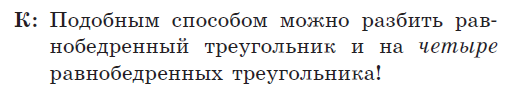 К: Подобным способом можно разбить рав-
нобедренный треугольник и на четыре
равнобедренных треугольника!